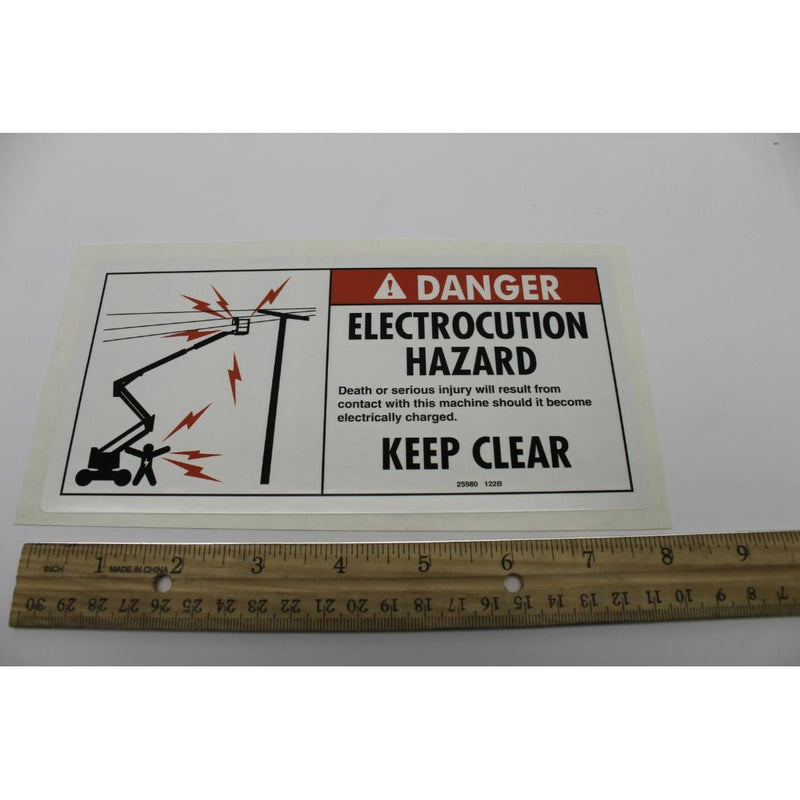 DANGER
ELECTROCUTION
HAZARD
Death or serious injury will result from
contact with this machine should it become
electrically charged.
KEEP CLEAR
25980 122B
INCH 1 MADE IN CHINA 2 3 4 5 6 7 8 9
30 29 28 27 26 25 24 23 22 21 20 19 18 17 16 15 14 13 12 11 10 9 8 7